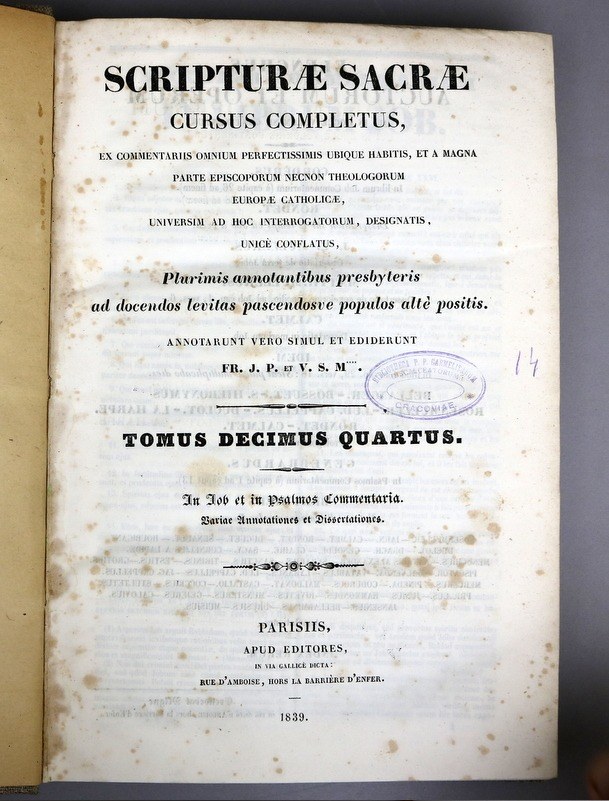 SCRIPTURÆ SACRÆ
CURSUS COMPLETUS,
EX COMMENTARIIS OMNIUM PERFECTISSIMIS UBIQUE HABITIS, ET A MAGNA
PARTE EPISCOPORUM NECNON THEOLOGORUM
EUROPÆ CATHOLICÆ,
UNIVERSIM AD HOC INTERROGATORUM, DESIGNATIS,
UNICÈ CONFLATUS,
Plurimis annotantibus presbyteris
ad docendos levitas pascendosve populos altè positis.
ANNOTARUNT VERO SIMUL ET EDIDERUNT
FR. J. P. ET V. S. M****.
14
CRACOVIAE
TOMUS DECIMUS QUARTUS.
In Job et in Psalmos Commentaria.
Variae Annotationes et Dissertationes.
PARISIIS,
APUD EDITORES,
IN VIA GALLICÈ DICTA:
RUE D'AMBOISE, HORS LA BARRIÈRE D'ENFER.
1839.